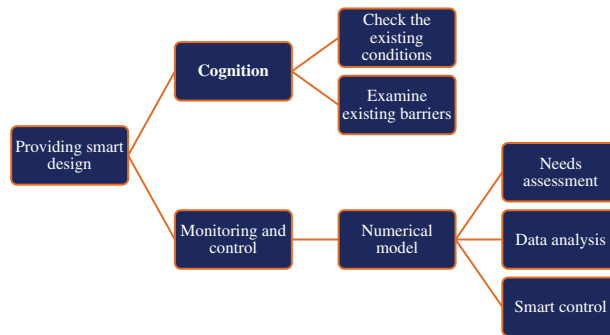 Providing smart
design
Cognition
Check the
existing
conditions
Examine
existing barriers
Monitoring and
control
Numerical
model
Needs
assessment
Data analysis
Smart control